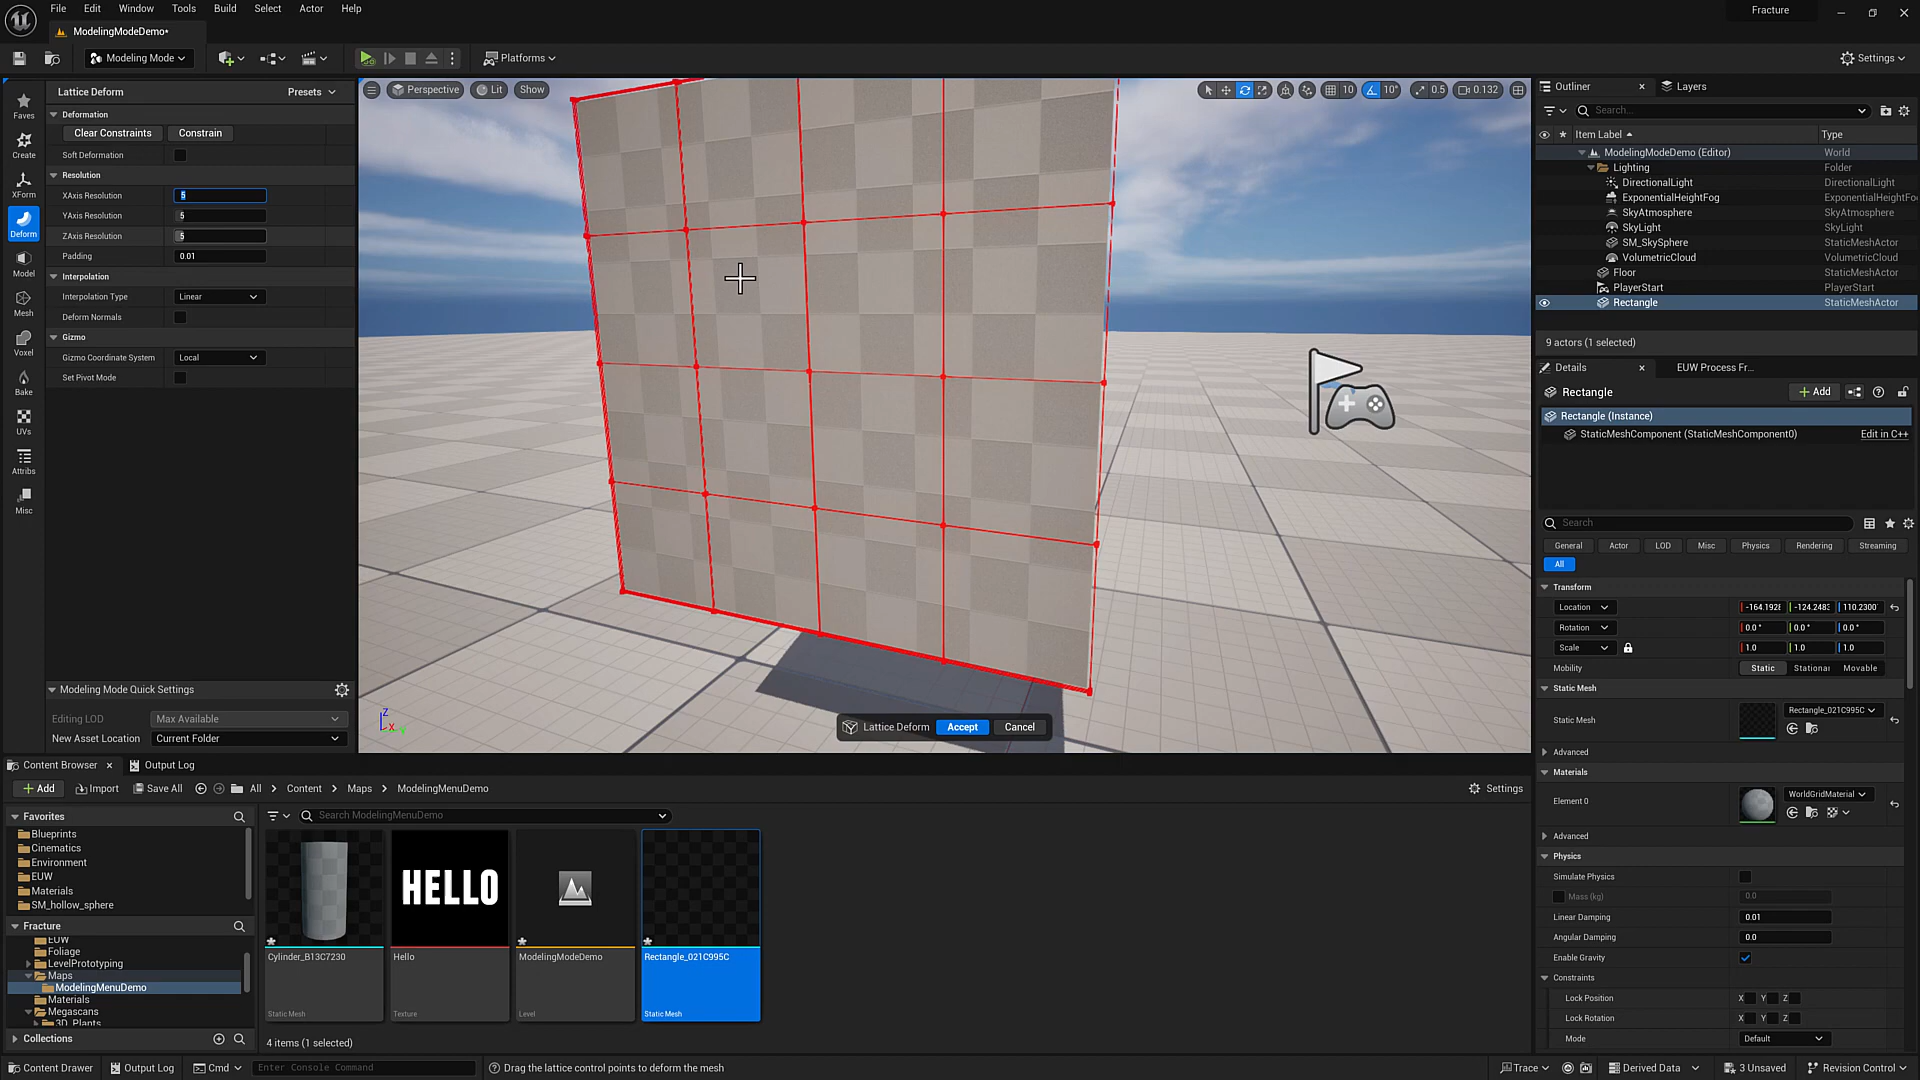 File Edit Window Tools Build Select Actor Help
Fracture
ModelingModeDemo*
Modeling Mode
Platforms
Settings
Faves
Create
XForm
Deform
Model
Mesh
Voxel
Bake
UVs
Attribs
Misc
Lattice Deform
Presets
Deformation
Clear Constraints
Constrain
Soft Deformation
Resolution
XAxis Resolution 5
YAxis Resolution 5
ZAxis Resolution 5
Padding 0.01
Interpolation
Interpolation Type Linear
Deform Normals
Gizmo
Gizmo Coordinate System Local
Set Pivot Mode
Modeling Mode Quick Settings
Editing LOD Max Available
New Asset Location Current Folder
Perspective
Lit
Show
10
10°
0.5
0.132
Z
X
Lattice Deform
Accept
Cancel
Outliner
Layers
Search...
Item Label
Type
ModelingModeDemo (Editor) World
Lighting Folder
DirectionalLight DirectionalLight
ExponentialHeightFog ExponentialHeightFo
SkyAtmosphere SkyAtmosphere
SkyLight SkyLight
SM_SkySphere StaticMeshActor
VolumetricCloud VolumetricCloud
Floor StaticMeshActor
PlayerStart PlayerStart
Rectangle StaticMeshActor
9 actors (1 selected)
Details
EUW Process Fr...
Rectangle
Add
Rectangle (Instance)
StaticMeshComponent (StaticMeshComponent0)
Edit in C++
Search
General Actor LOD Misc Physics Rendering Streaming
All
Transform
Location -164.1928 -124.2483 110.2300
Rotation 0.0° 0.0° 0.0°
Scale 1.0 1.0 1.0
Mobility Static Stationar Movable
Static Mesh
Static Mesh
Rectangle_021C995C
Advanced
Materials
Element 0
WorldGridMaterial
Advanced
Physics
Simulate Physics
Mass (kg) 0.0
Linear Damping 0.01
Angular Damping 0.0
Enable Gravity
Constraints
Lock Position X Y Z
Lock Rotation X Y Z
Mode Default
Content Browser
Output Log
Add
Import
Save All
All
Content
Maps
ModelingMenuDemo
Settings
Favorites
Blueprints
Cinematics
Environment
EUW
Materials
SM_hollow_sphere
Fracture
EUW
Foliage
LevelPrototyping
Maps
ModelingMenuDemo
Materials
Megascans
3D_Plants
Collections
Search ModelingMenuDemo
HELLO
Cylinder_B13C7230
Static Mesh
Hello
Texture
ModelingModeDemo
Level
Rectangle_021C995C
Static Mesh
4 items (1 selected)
Content Drawer
Output Log
Cmd
Enter Console Command
Drag the lattice control points to deform the mesh
Trace
Derived Data
3 Unsaved
Revision Control